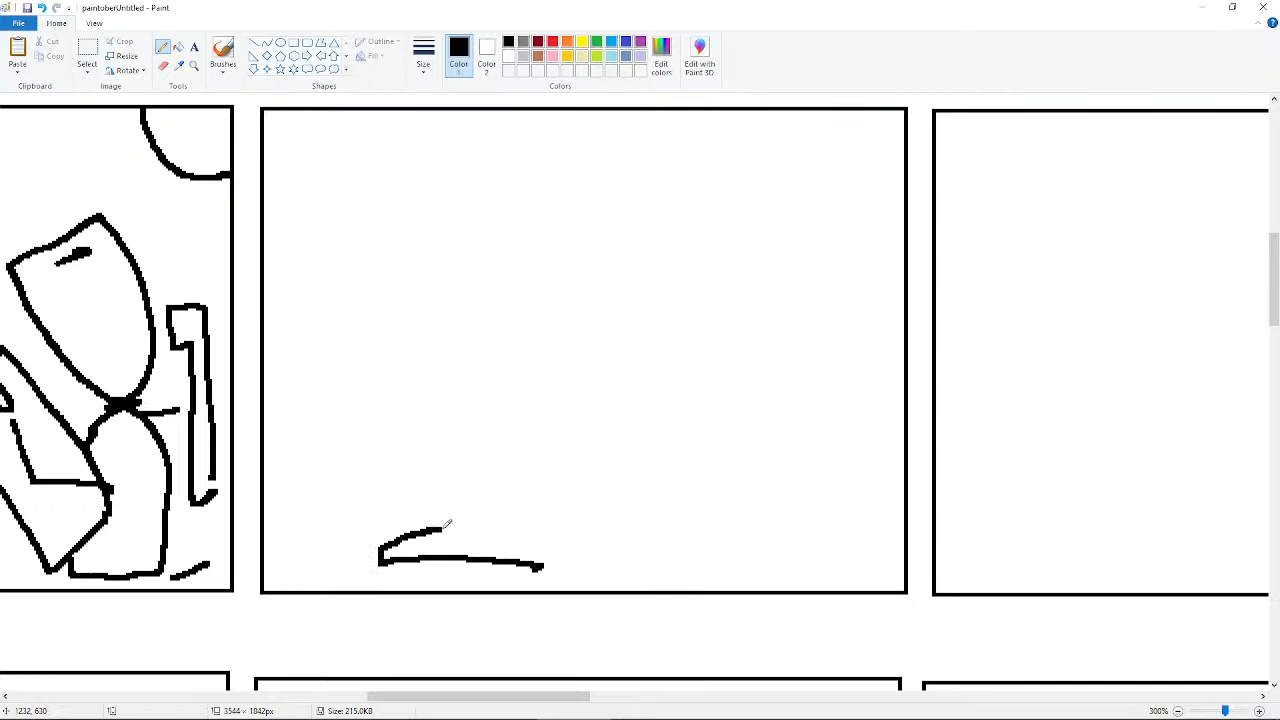 paintoberUntitled - Paint
File Home View
Paste
Cut
Copy
Clipboard
Select
Crop
Resize
Rotate
Image
A
Tools
Brushes
Outline
Fill
Shapes
Size
Color
1
Color
2
Colors
Edit
colors
Edit with
Paint 3D
1232, 630
3544 × 1842px
Size: 215.0KB
300%